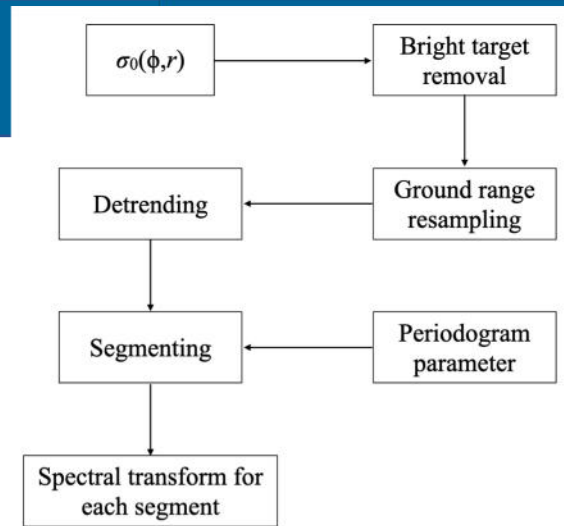 σ₀(ϕ,r)
Bright target
removal
Detrending
Ground range
resampling
Segmenting
Periodogram
parameter
Spectral transform for
each segment